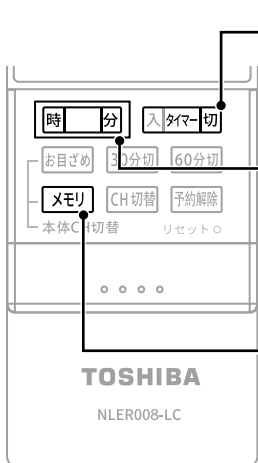 時 分 入 タイマー 切
お目ざめ 30分切 60分切
メモリ CH切替 予約解除
本体CH切替 リセット
TOSHIBA
NLER008-LC